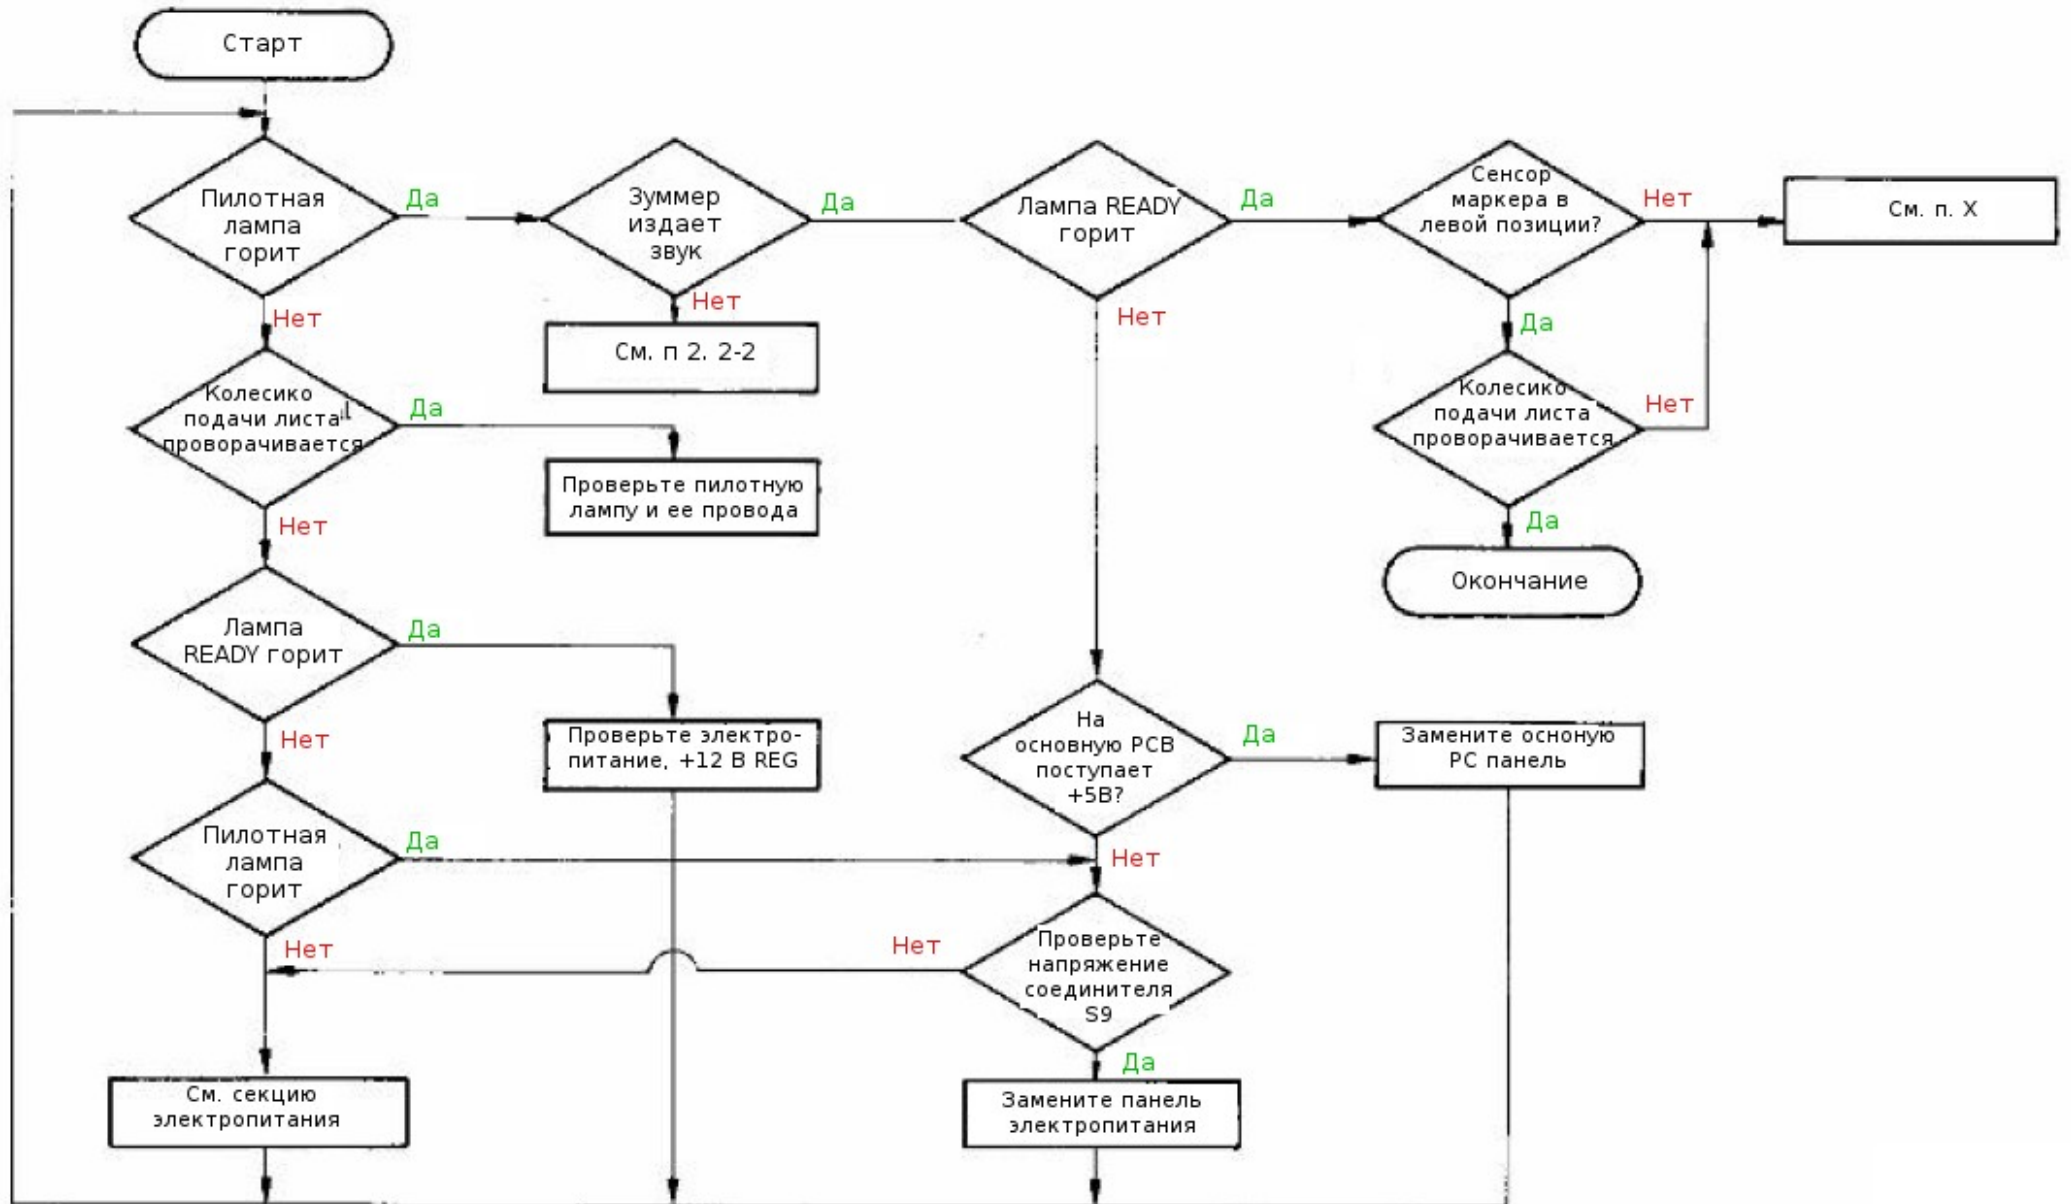 Старт
Пилотная
лампа
горит
Да
Нет
Зуммер
издает
звук
Да
Нет
См. п 2. 2-2
Лампа READY
горит
Да
Нет
Сенсор
маркера в
левой позиции?
Нет
Да
См. п. X
Колесико
подачи листа
проворачивается
Да
Нет
Проверьте пилотную
лампу и ее провода
Колесико
подачи листа
проворачивается
Нет
Да
Окончание
Лампа
READY горит
Да
Нет
Проверьте электро-
питание, +12 В REG
На
основную PCB
поступает
+5В?
Да
Нет
Замените осноную
PC панель
Пилотная
лампа
горит
Да
Нет
Проверьте
напряжение
соединителя
S9
Нет
Да
См. секцию
электропитания
Замените панель
электропитания